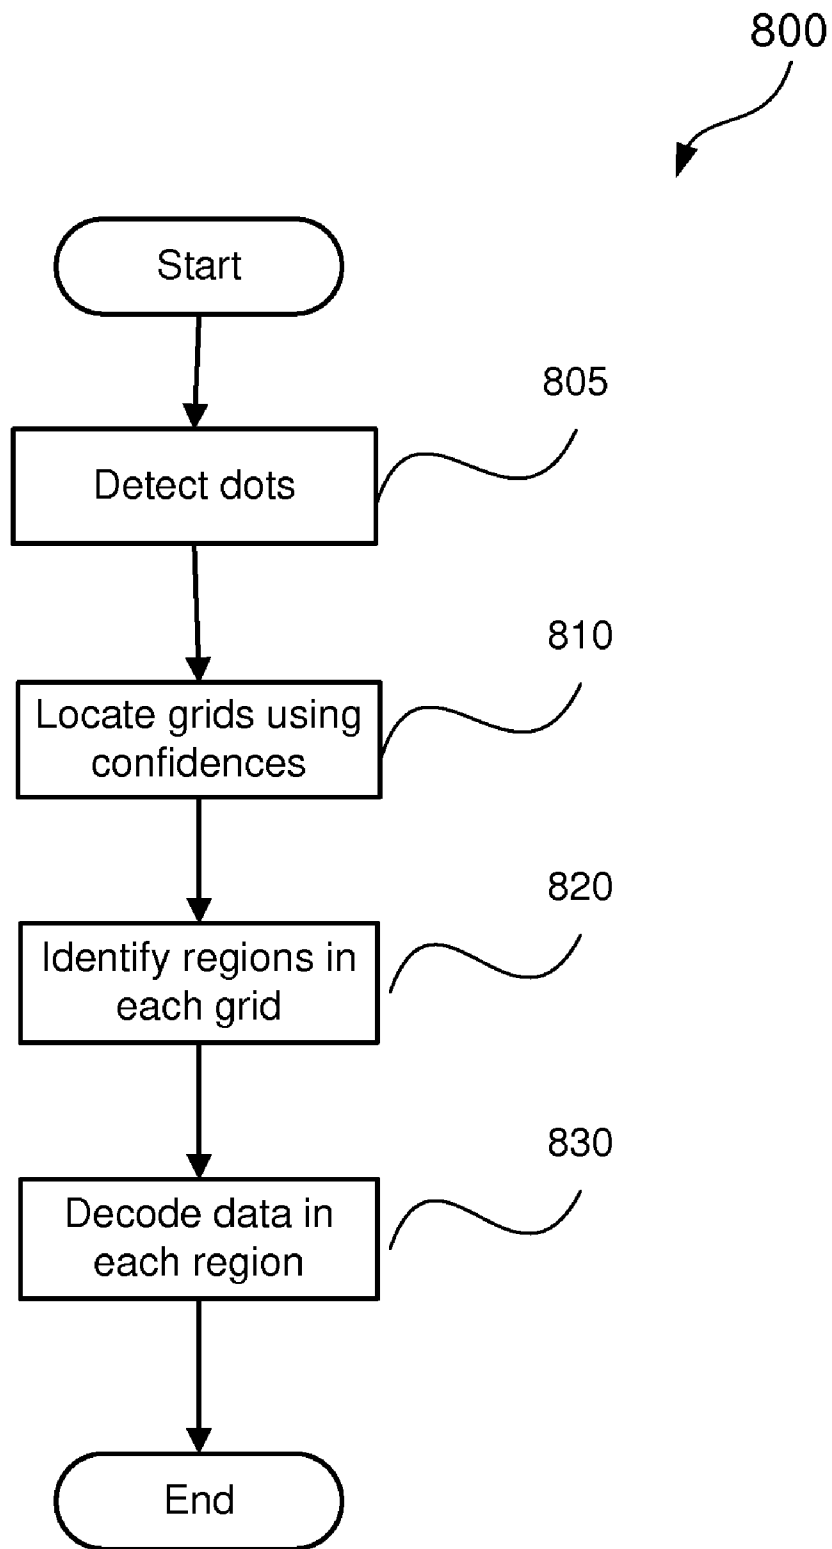 800
Start
805
Detect dots
810
Locate grids using
confidences
820
Identify regions in
each grid
830
Decode data in
each region
End